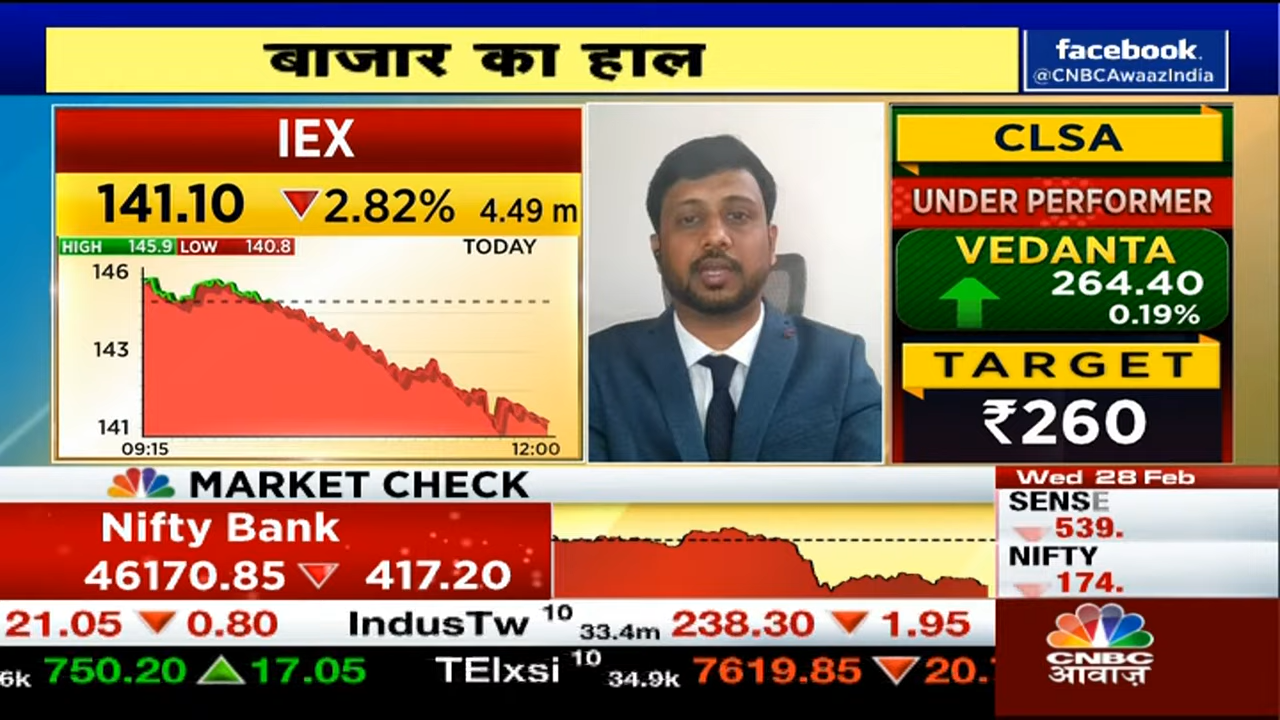 बाजार का हाल
facebook.
@CNBCAwaazIndia
IEX
141.10 ▼2.82% 4.49 m
HIGH 145.9 LOW 140.8 TODAY
146
143
141
09:15 12:00
CLSA
UNDER PERFORMER
VEDANTA
264.40
0.19%
TARGET
₹260
MARKET CHECK
Nifty Bank
46170.85 ▼ 417.20
Wed 28 Feb
SENSE
▼ 539.
NIFTY
▼ 174.
21.05 ▼ 0.80 IndusTw 10 33.4m 238.30 ▼ 1.95
6k 750.20 ▲ 17.05 TElxsi 10 34.9k 7619.85 ▼ 20.
CNBC
आवाज़